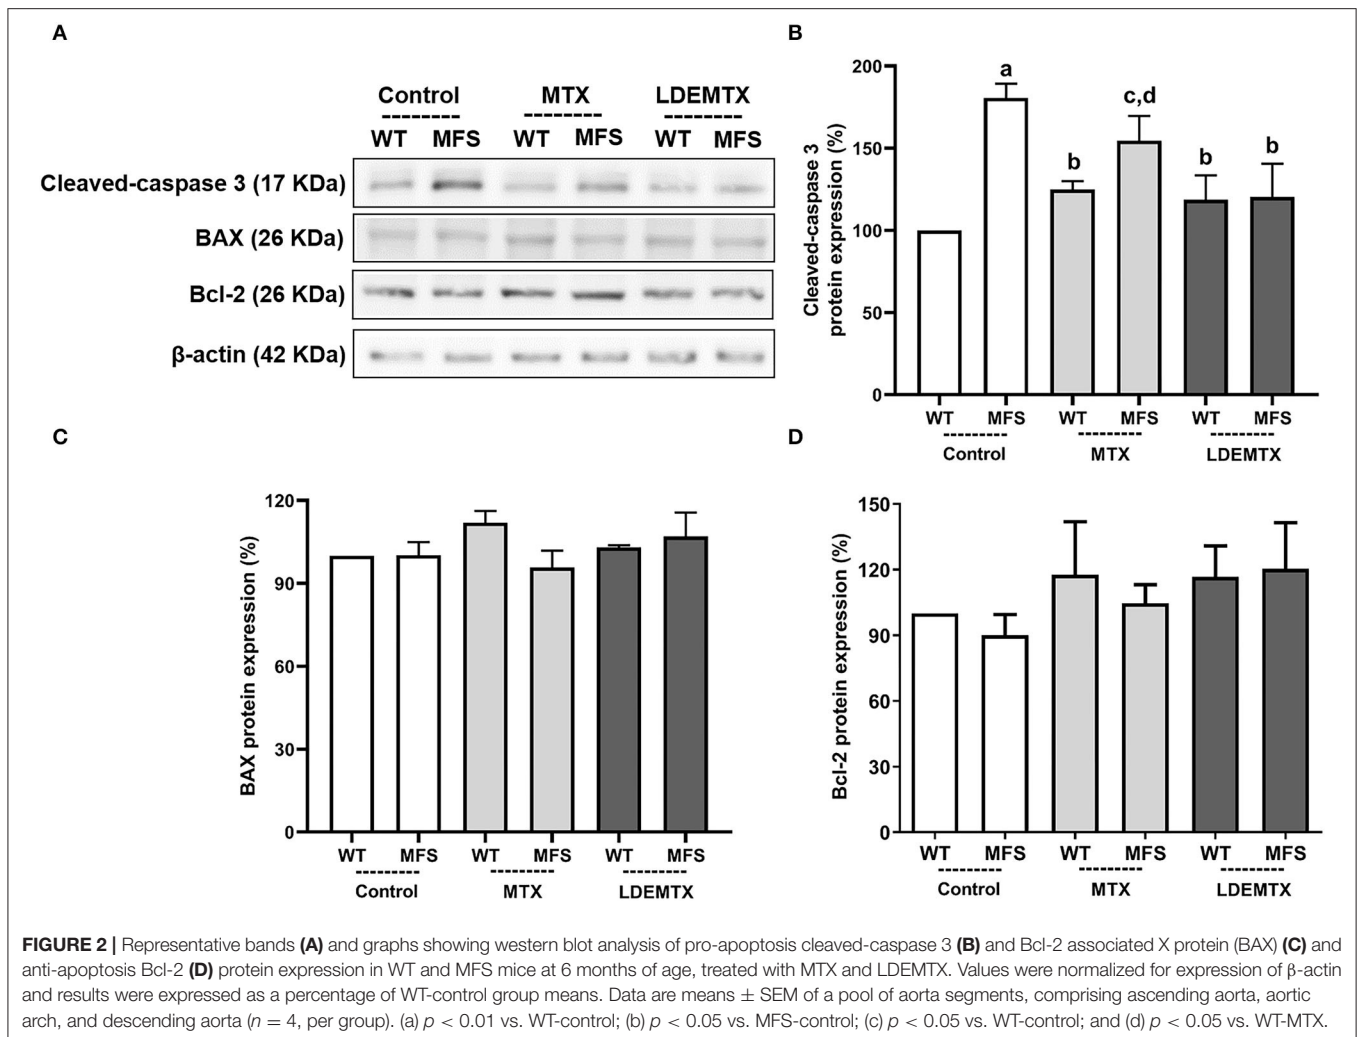 A
Control MTX LDEMTX
WT MFS WT MFS WT MFS
Cleaved-caspase 3 (17 KDa)
BAX (26 KDa)
Bcl-2 (26 KDa)
β-actin (42 KDa)
B
Cleaved-caspase 3
protein expression (%)
200
150
100
50
0
a
b
c,d
b
b
WT MFS WT MFS WT MFS
Control MTX LDEMTX
C
BAX protein expression (%)
120
90
60
30
0
WT MFS WT MFS WT MFS
Control MTX LDEMTX
D
Bcl-2 protein expression (%)
150
120
90
60
30
0
WT MFS WT MFS WT MFS
Control MTX LDEMTX
FIGURE 2 | Representative bands (A) and graphs showing western blot analysis of pro-apoptosis cleaved-caspase 3 (B) and Bcl-2 associated X protein (BAX) (C) and
anti-apoptosis Bcl-2 (D) protein expression in WT and MFS mice at 6 months of age, treated with MTX and LDEMTX. Values were normalized for expression of β-actin
and results were expressed as a percentage of WT-control group means. Data are means ± SEM of a pool of aorta segments, comprising ascending aorta, aortic
arch, and descending aorta (n = 4, per group). (a) p < 0.01 vs. WT-control; (b) p < 0.05 vs. MFS-control; (c) p < 0.05 vs. WT-control; and (d) p < 0.05 vs. WT-MTX.